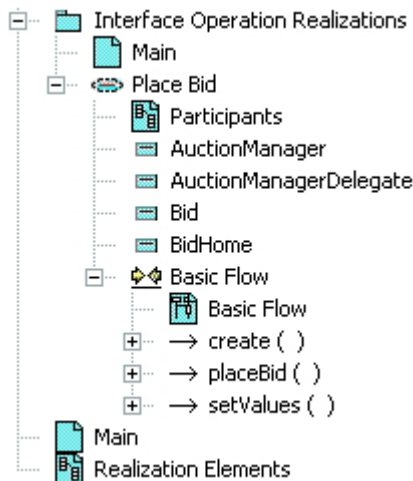 Interface Operation Realizations
Main
Place Bid
Participants
AuctionManager
AuctionManagerDelegate
Bid
BidHome
Basic Flow
Basic Flow
create ( )
placeBid ( )
setValues ( )
Main
Realization Elements